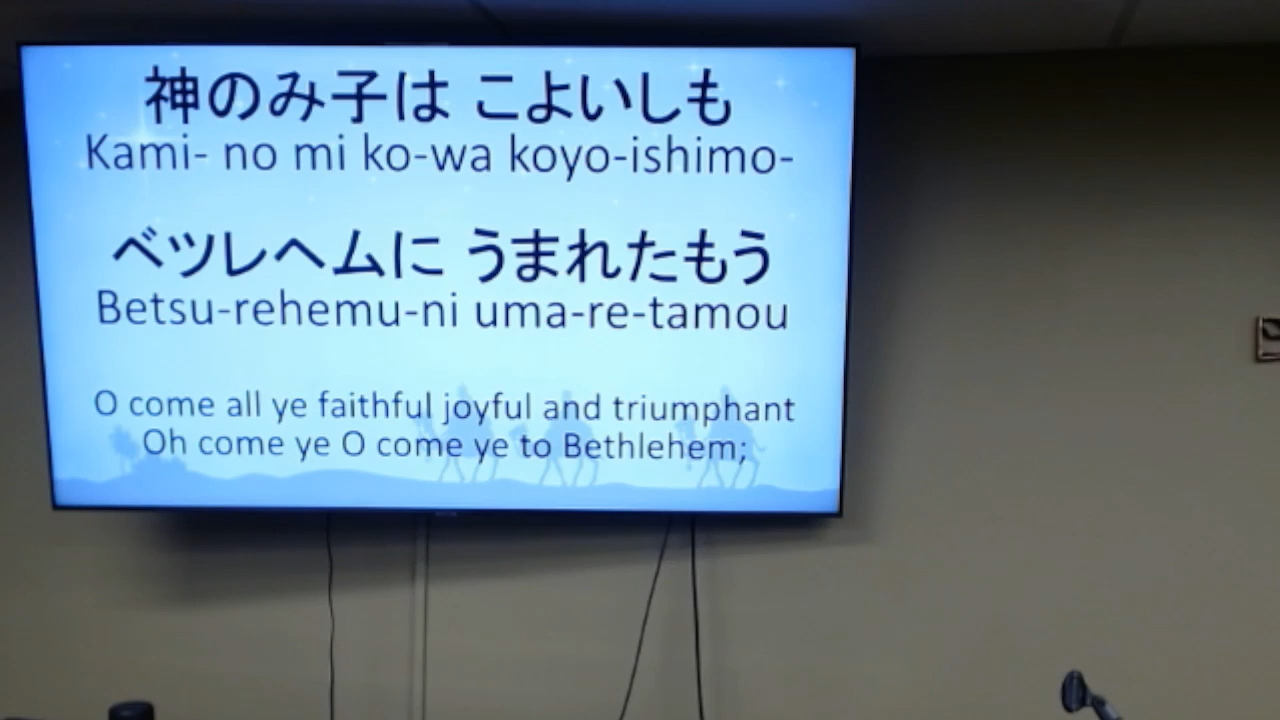 神のみ子は こよいしも
Kami- no mi ko-wa koyo-ishimo-
ベツレヘムに うまれたもう
Betsu-rehemu-ni uma-re-tamou
O come all ye faithful joyful and triumphant
Oh come ye O come ye to Bethlehem;